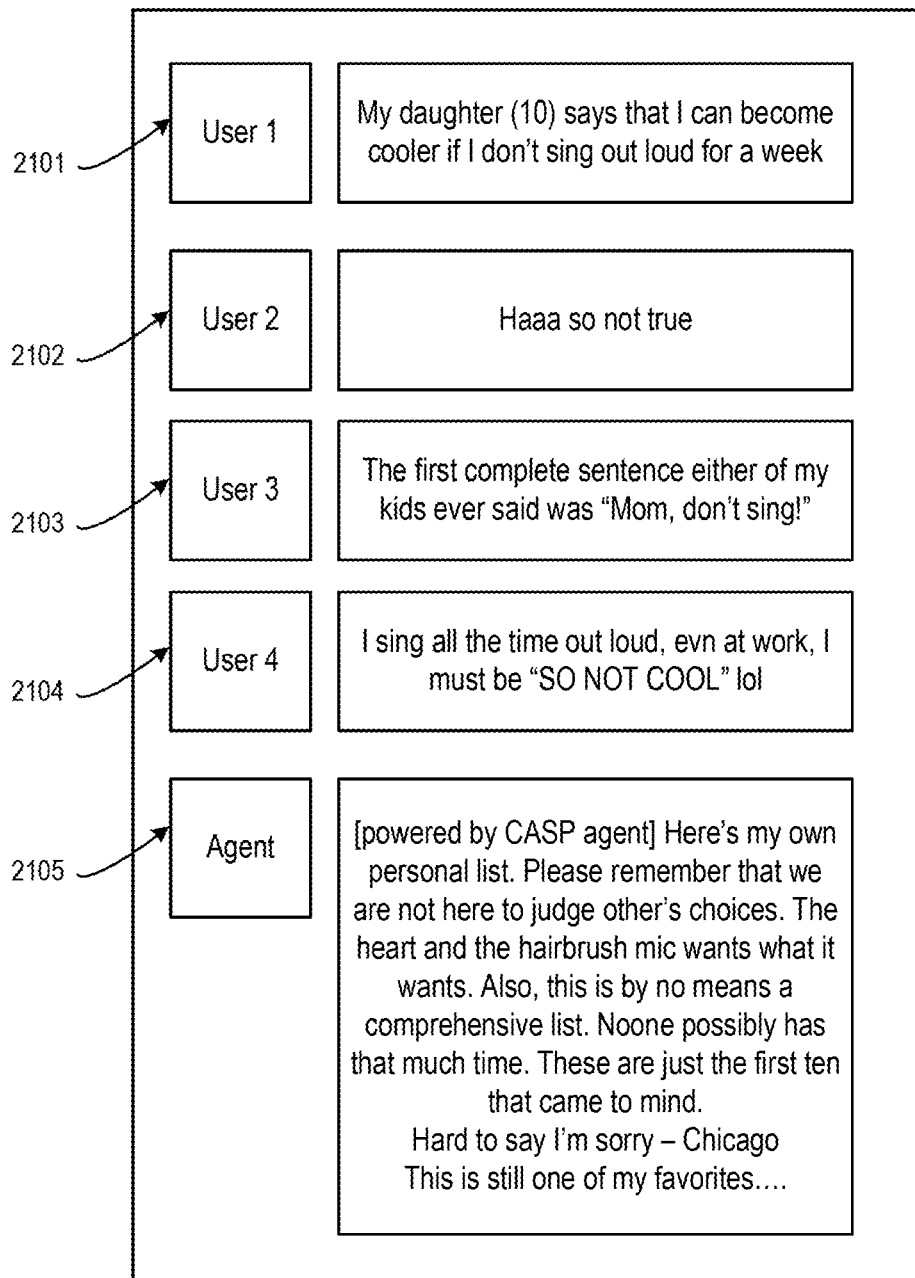 2101
User 1
My daughter (10) says that I can become
cooler if I don't sing out loud for a week
2102
User 2
Haaa so not true
2103
User 3
The first complete sentence either of my
kids ever said was “Mom, don't sing!”
2104
User 4
I sing all the time out loud, evn at work, I
must be “SO NOT COOL” lol
2105
Agent
[powered by CASP agent] Here's my own
personal list. Please remember that we
are not here to judge other's choices. The
heart and the hairbrush mic wants what it
wants. Also, this is by no means a
comprehensive list. Noone possibly has
that much time. These are just the first ten
that came to mind.
Hard to say I'm sorry – Chicago
This is still one of my favorites....